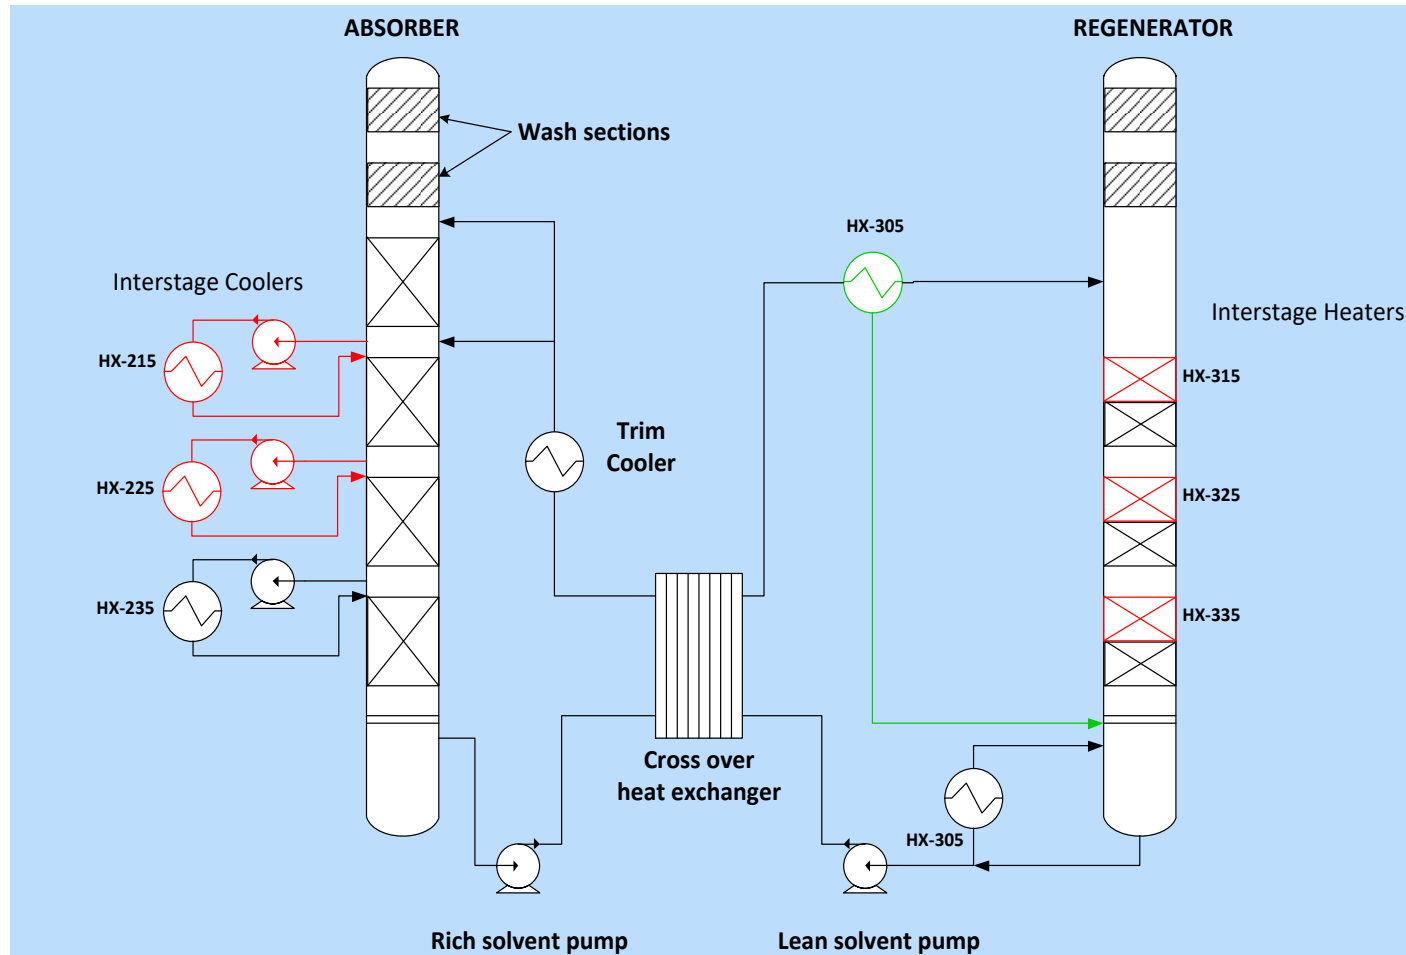 ABSORBER
REGENERATOR
Wash sections
HX-305
Interstage Coolers
Interstage Heaters
HX-215
HX-315
Trim
Cooler
HX-225
HX-325
HX-235
HX-335
Cross over
heat exchanger
HX-305
Rich solvent pump
Lean solvent pump